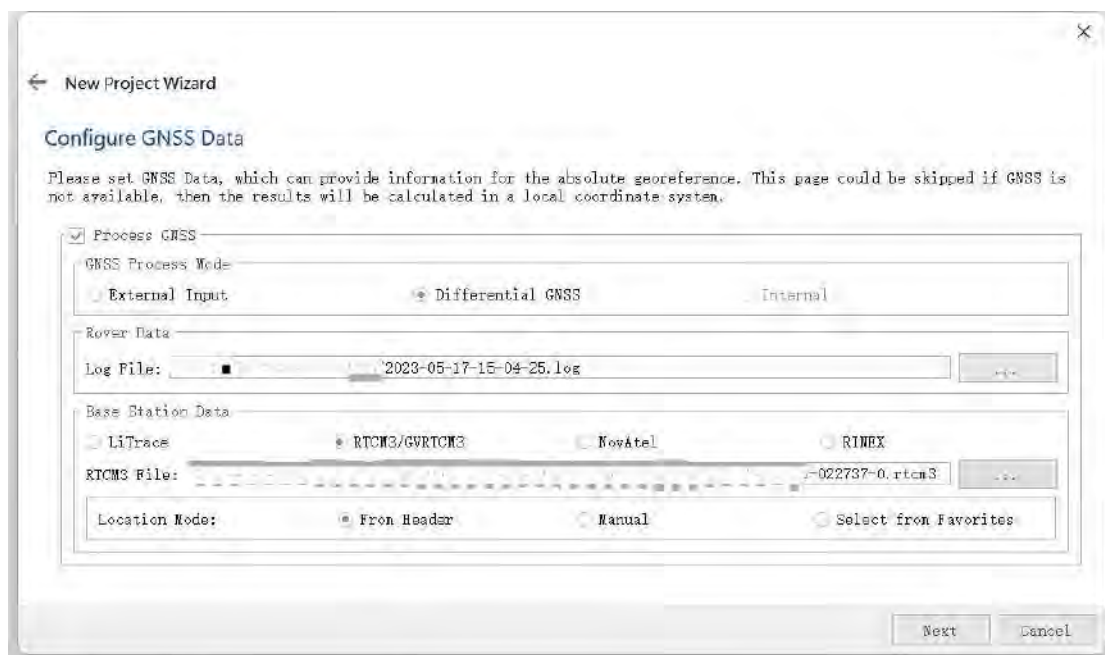 New Project Wizard
Configure GNSS Data
Please set GNSS Data, which can provide information for the absolute georeference. This page could be skipped if GNSS is
not available, then the results will be calculated in a local coordinate system.
Process GNSS
GNSS Process Mode
External Input Differential GNSS Internal
Rover Data
Log File: 2023-05-17-15-04-25.log ...
Base Station Data
LiTrace RTCM3/GVRTCM3 NovAtel RINEX
RTCM3 File: -022737-0.rtcm3 ...
Location Mode: From Header Manual Select from Favorites
Next Cancel